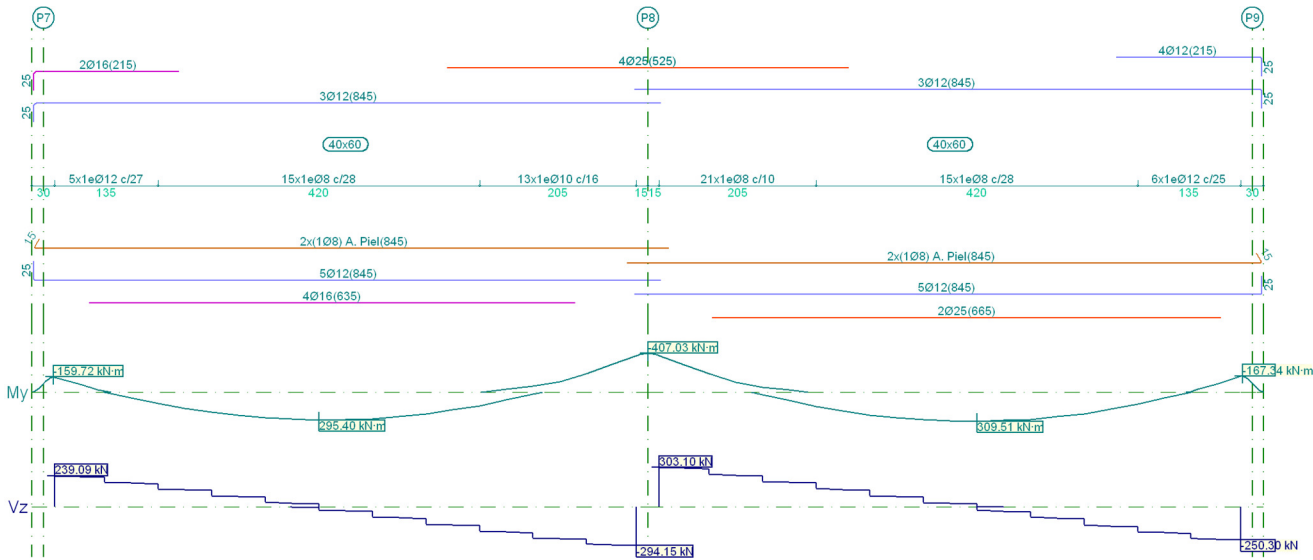 P7 P8 P9
4Ø12(215)
2Ø16(215) 4Ø25(525)
25 25
3Ø12(845) 3Ø12(845)
25 25
40x60 40x60
5x1eØ12 c/27 15x1eØ8 c/28 13x1eØ10 c/16 21x1eØ8 c/10 15x1eØ8 c/28 6x1eØ12 c/25
30 135 420 205 15 15 205 420 135 30
15 2x(1Ø8) A. Piel(845)
2x(1Ø8) A. Piel(845) 15
25 5Ø12(845)
5Ø12(845) 25
4Ø16(635)
2Ø25(665)
-407.03 kN·m
-159.72 kN·m -167.34 kN·m
My
295.40 kN·m 309.51 kN·m
239.09 kN 303.10 kN
Vz
-294.15 kN -250.30 kN